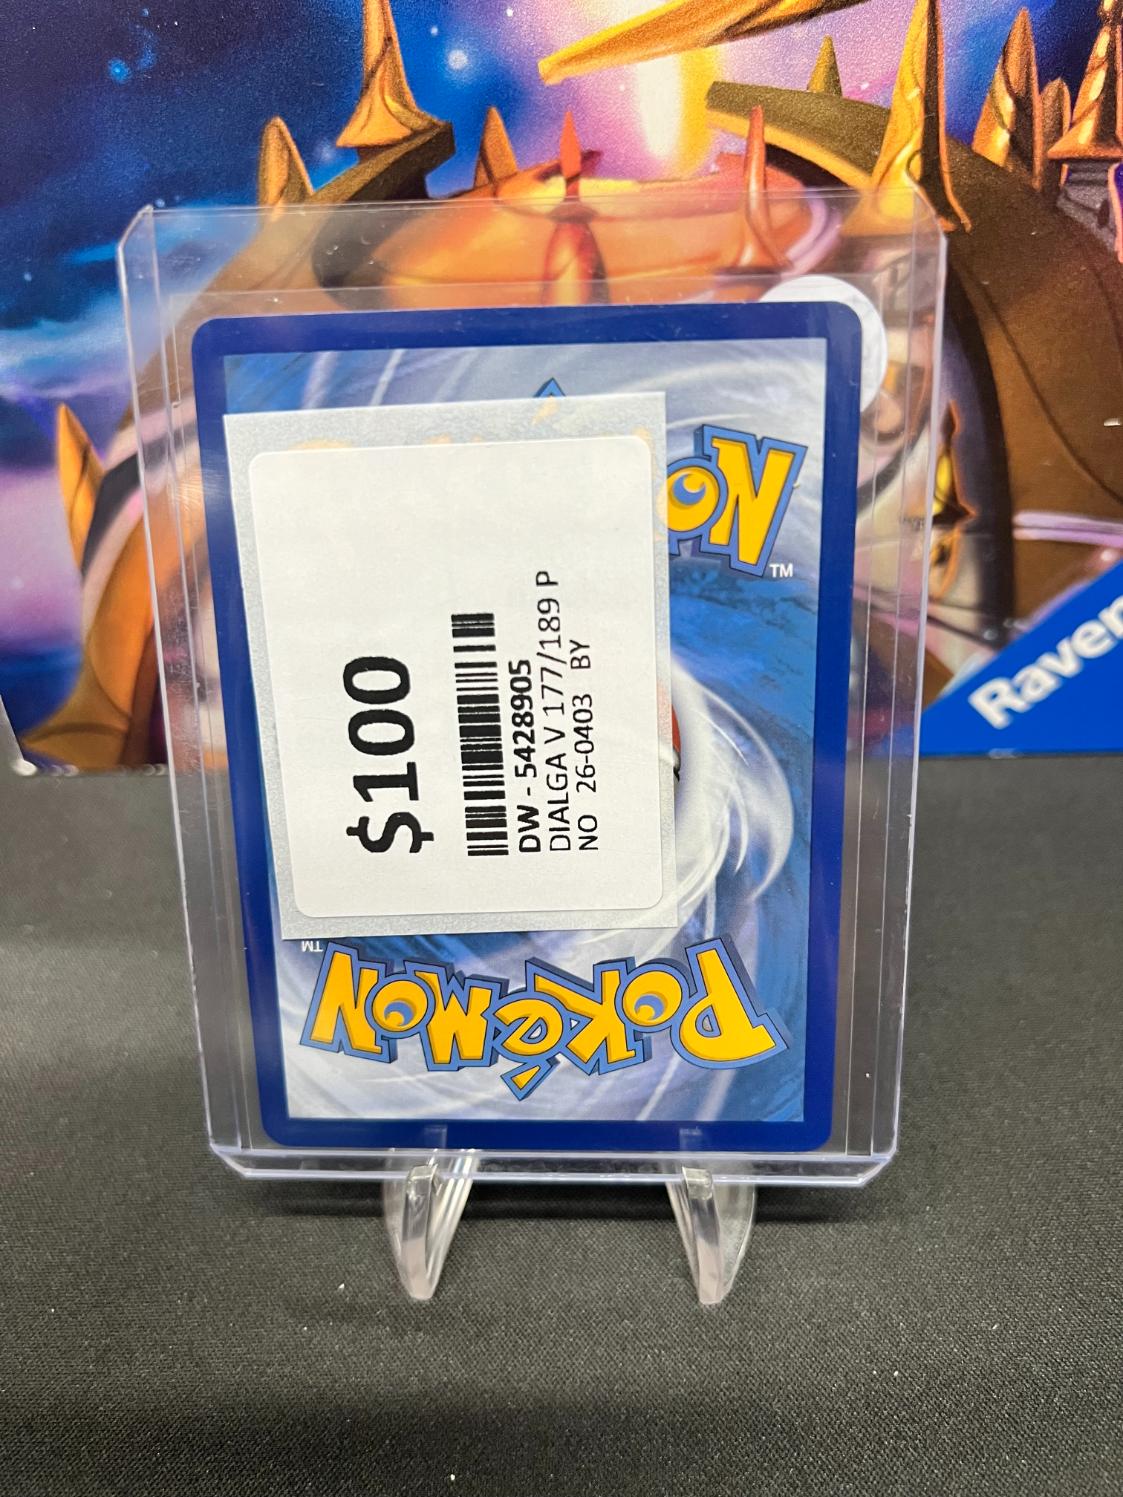 $100
DW - 5428905
DIALGA V 177/189 P
NO 26-0403 BY
TM
POKéMON
TM
Raven